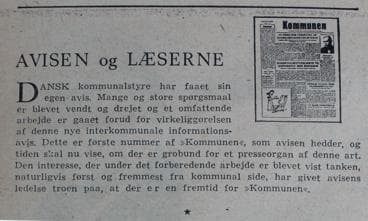 Kommunen
AVISEN og LÆSERNE
DANSK kommunalstyre har faaet sin
egen avis. Mange og store spørgsmaal
er blevet vendt og drejet og et omfattende
arbejde er gaaet forud for virkeliggørelsen
af denne nye interkommunale informations-
avis. Dette er første nummer af »Kommunen«, som avisen hedder, og
tiden skal nu vise, om der er grobund for et presseorgan af denne art.
Den interesse, der under det forberedende arbejde er blevet vist tanken,
naturligvis først og fremmest fra kommunal side, har givet avisens
ledelse troen paa, at der er en fremtid for »Kommunen«.